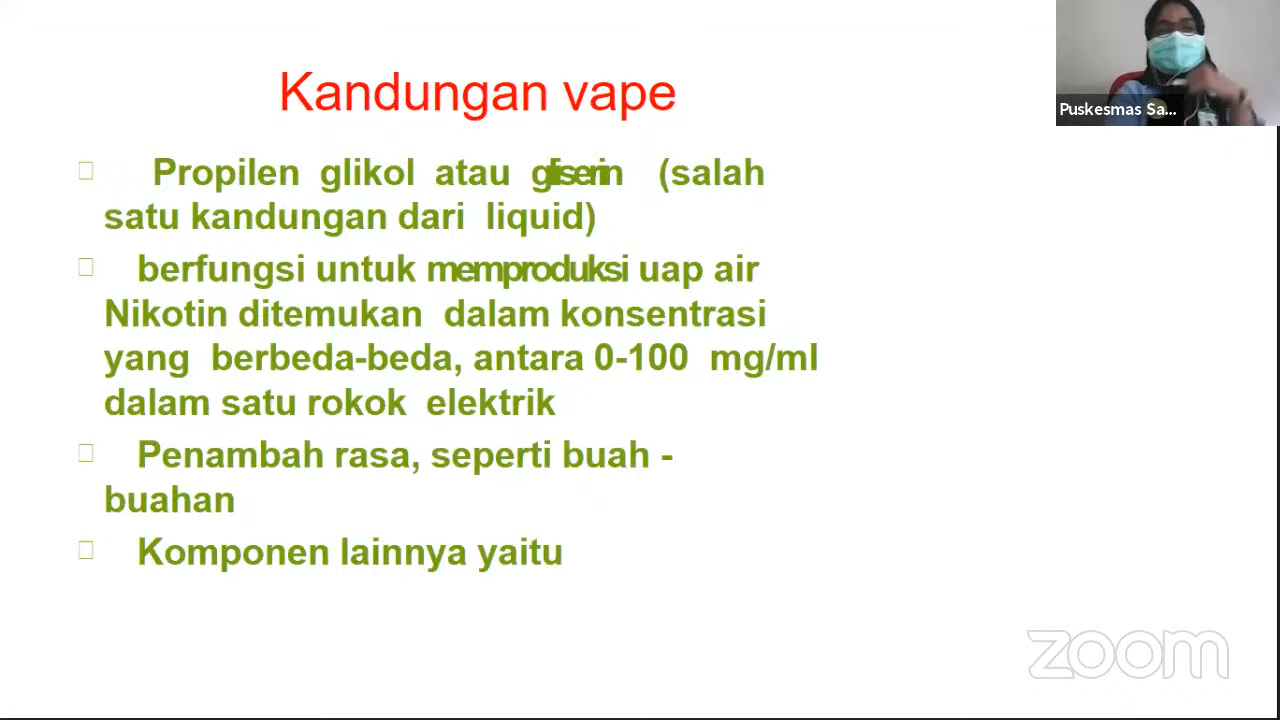 Kandungan vape
Puskesmas Sa...
Propilen glikol atau gliserin (salah
satu kandungan dari liquid)
berfungsi untuk memproduksi uap air
Nikotin ditemukan dalam konsentrasi
yang berbeda-beda, antara 0-100 mg/ml
dalam satu rokok elektrik
Penambah rasa, seperti buah -
buahan
Komponen lainnya yaitu
zoom